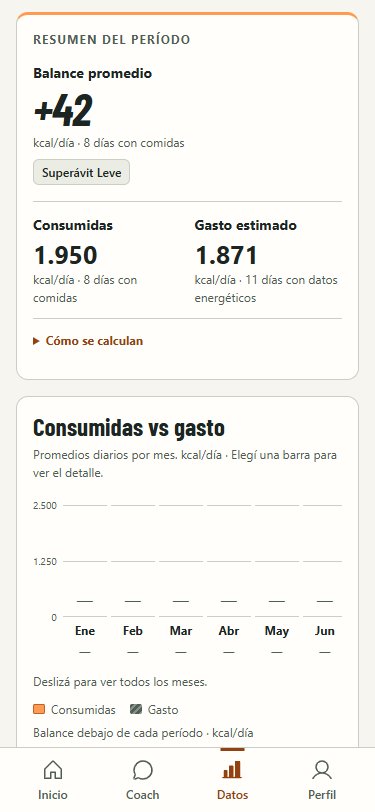 RESUMEN DEL PERÍODO
Balance promedio
+42
kcal/día · 8 días con comidas
Superávit Leve
Consumidas
1.950
kcal/día · 8 días con
comidas
Gasto estimado
1.871
kcal/día · 11 días con datos
energéticos
Cómo se calculan
Consumidas vs gasto
Promedios diarios por mes. kcal/día · Elegí una barra para
ver el detalle.
2.500
1.250
0
— — — — — —
Ene Feb Mar Abr May Jun
— — — — — —
Deslizá para ver todos los meses.
Consumidas Gasto
Balance debajo de cada período · kcal/día
Inicio Coach Datos Perfil